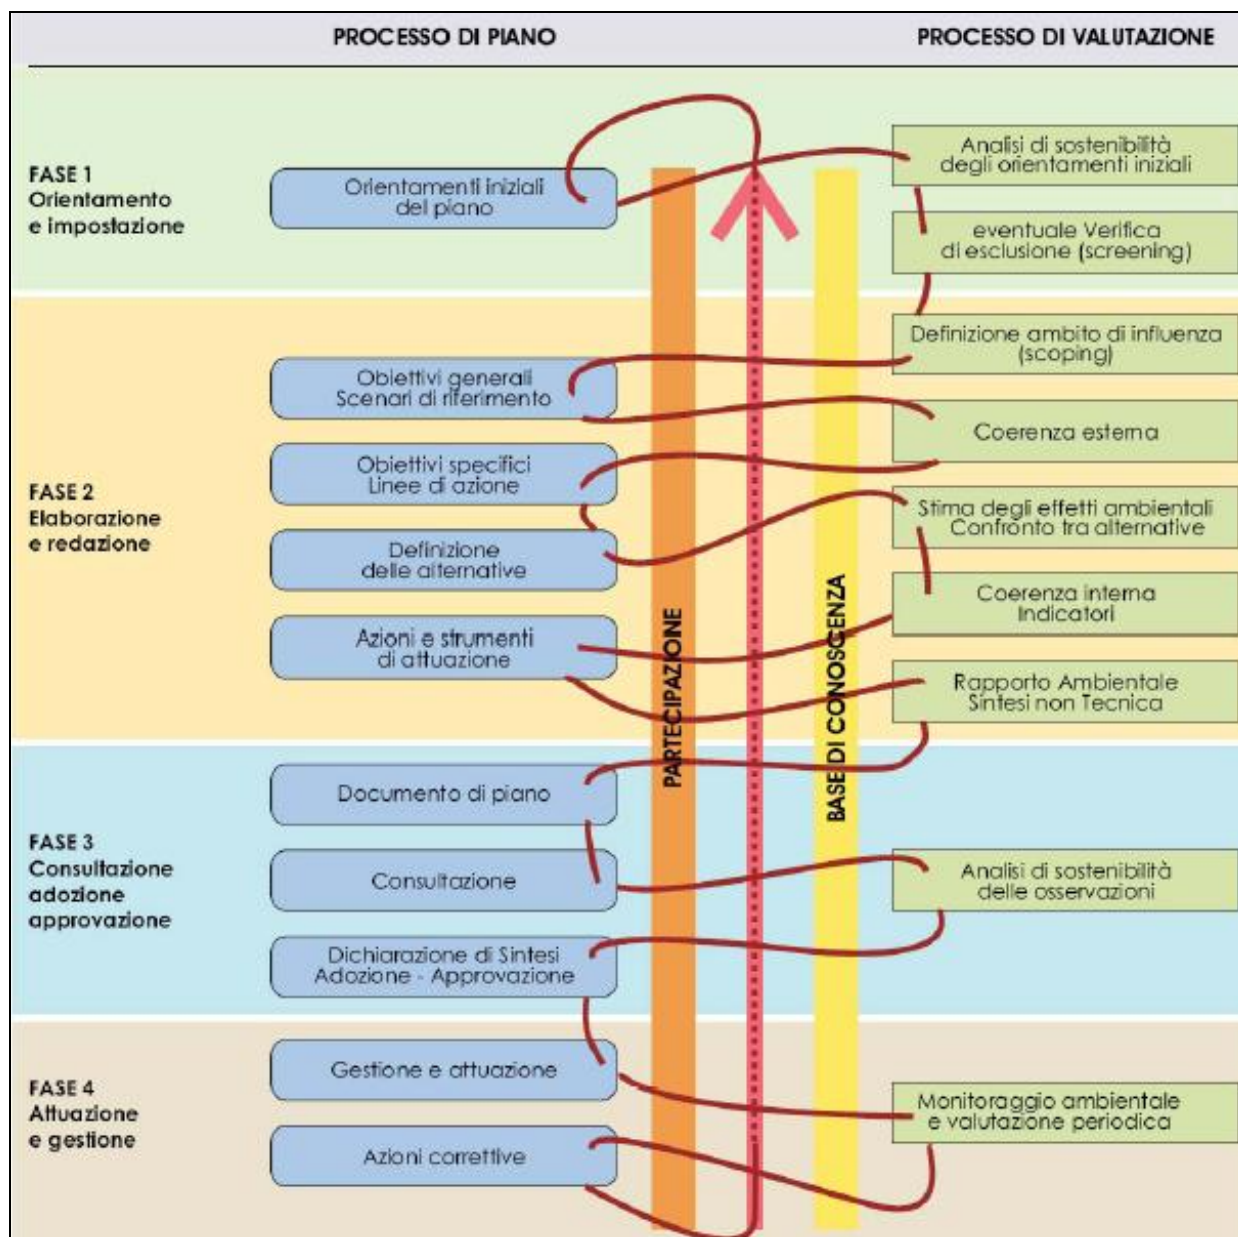 PROCESSO DI PIANO
PROCESSO DI VALUTAZIONE
FASE 1
Orientamento
e impostazione
Orientamenti iniziali
del piano
Analisi di sostenibilità
degli orientamenti iniziali
eventuale Verifica
di esclusione (screening)
FASE 2
Elaborazione
e redazione
Definizione ambito di influenza
(scoping)
Obiettivi generali
Scenari di riferimento
Coerenza esterna
Obiettivi specifici
Linee di azione
Stima degli effetti ambientali
Confronto tra alternative
Definizione
delle alternative
Coerenza interna
Indicatori
Azioni e strumenti
di attuazione
Rapporto Ambientale
Sintesi non Tecnica
PARTECIPAZIONE
BASE DI CONOSCENZA
FASE 3
Consultazione
adozione
approvazione
Documento di piano
Consultazione
Analisi di sostenibilità
delle osservazioni
Dichiarazione di Sintesi
Adozione - Approvazione
FASE 4
Attuazione
e gestione
Gestione e attuazione
Monitoraggio ambientale
e valutazione periodica
Azioni correttive